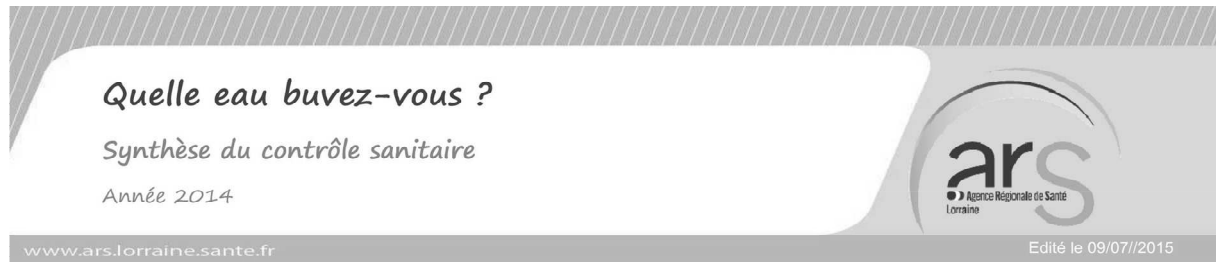 Quelle eau buvez-vous ?
Synthèse du contrôle sanitaire
Année 2014
ars
Agence Régionale de Santé
Lorraine
www.ars.lorraine.sante.fr
Edité le 09/07//2015